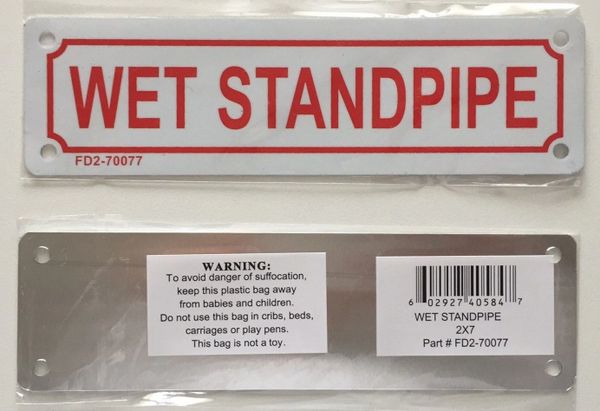 WET STANDPIPE
FD2-70077
WARNING:
To avoid danger of suffocation,
keep this plastic bag away
from babies and children.
Do not use this bag in cribs, beds,
carriages or play pens.
This bag is not a toy.
6 02927 40584 7
WET STANDPIPE
2X7
Part # FD2-70077